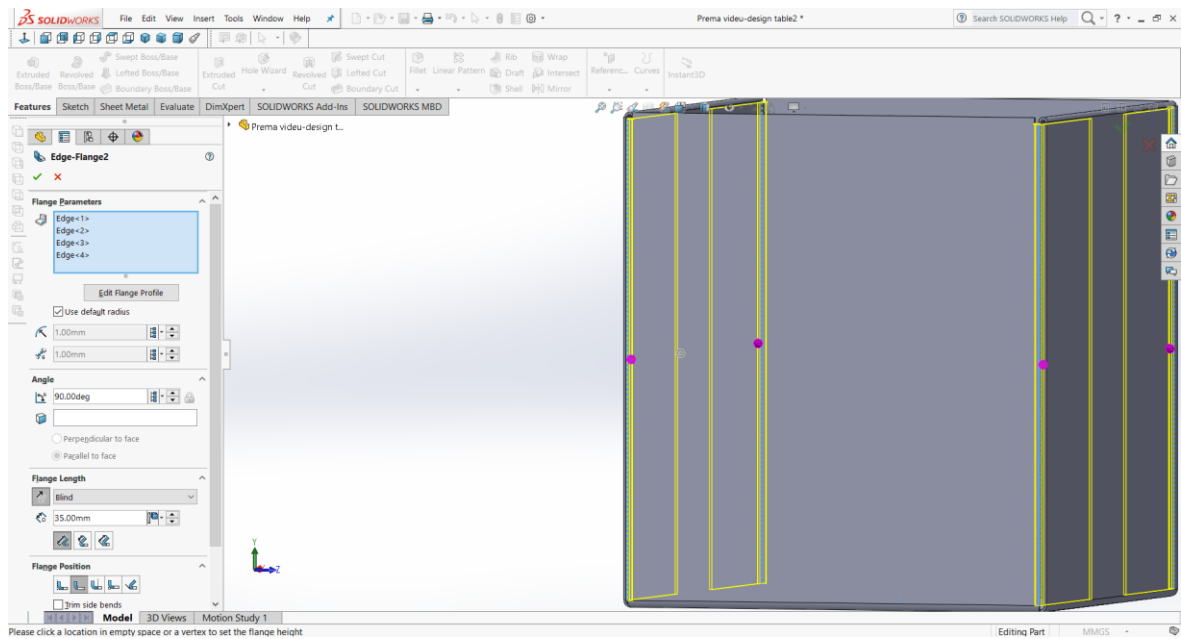 SOLIDWORKS File Edit View Insert Tools Window Help Prema videu-design table2 * Search SOLIDWORKS Help
Extruded Boss/Base Revolved Boss/Base Swept Boss/Base Lofted Boss/Base Boundary Boss/Base Extruded Cut Hole Wizard Revolved Cut Swept Cut Lofted Cut Boundary Cut Fillet Linear Pattern Rib Draft Shell Wrap Intersect Mirror Referenc... Curves Instant3D
Features Sketch Sheet Metal Evaluate DimXpert SOLIDWORKS Add-Ins SOLIDWORKS MBD
Prema videu-design t...
Edge-Flange2
Flange Parameters
Edge<1>
Edge<2>
Edge<3>
Edge<4>
Edit Flange Profile
Use default radius
1.00mm
1.00mm
Angle
90.00deg
Perpendicular to face
Parallel to face
Flange Length
Blind
35.00mm
Y
Z
Flange Position
Trim side bends
Model 3D Views Motion Study 1
Please click a location in empty space or a vertex to set the flange height Editing Part MMGS